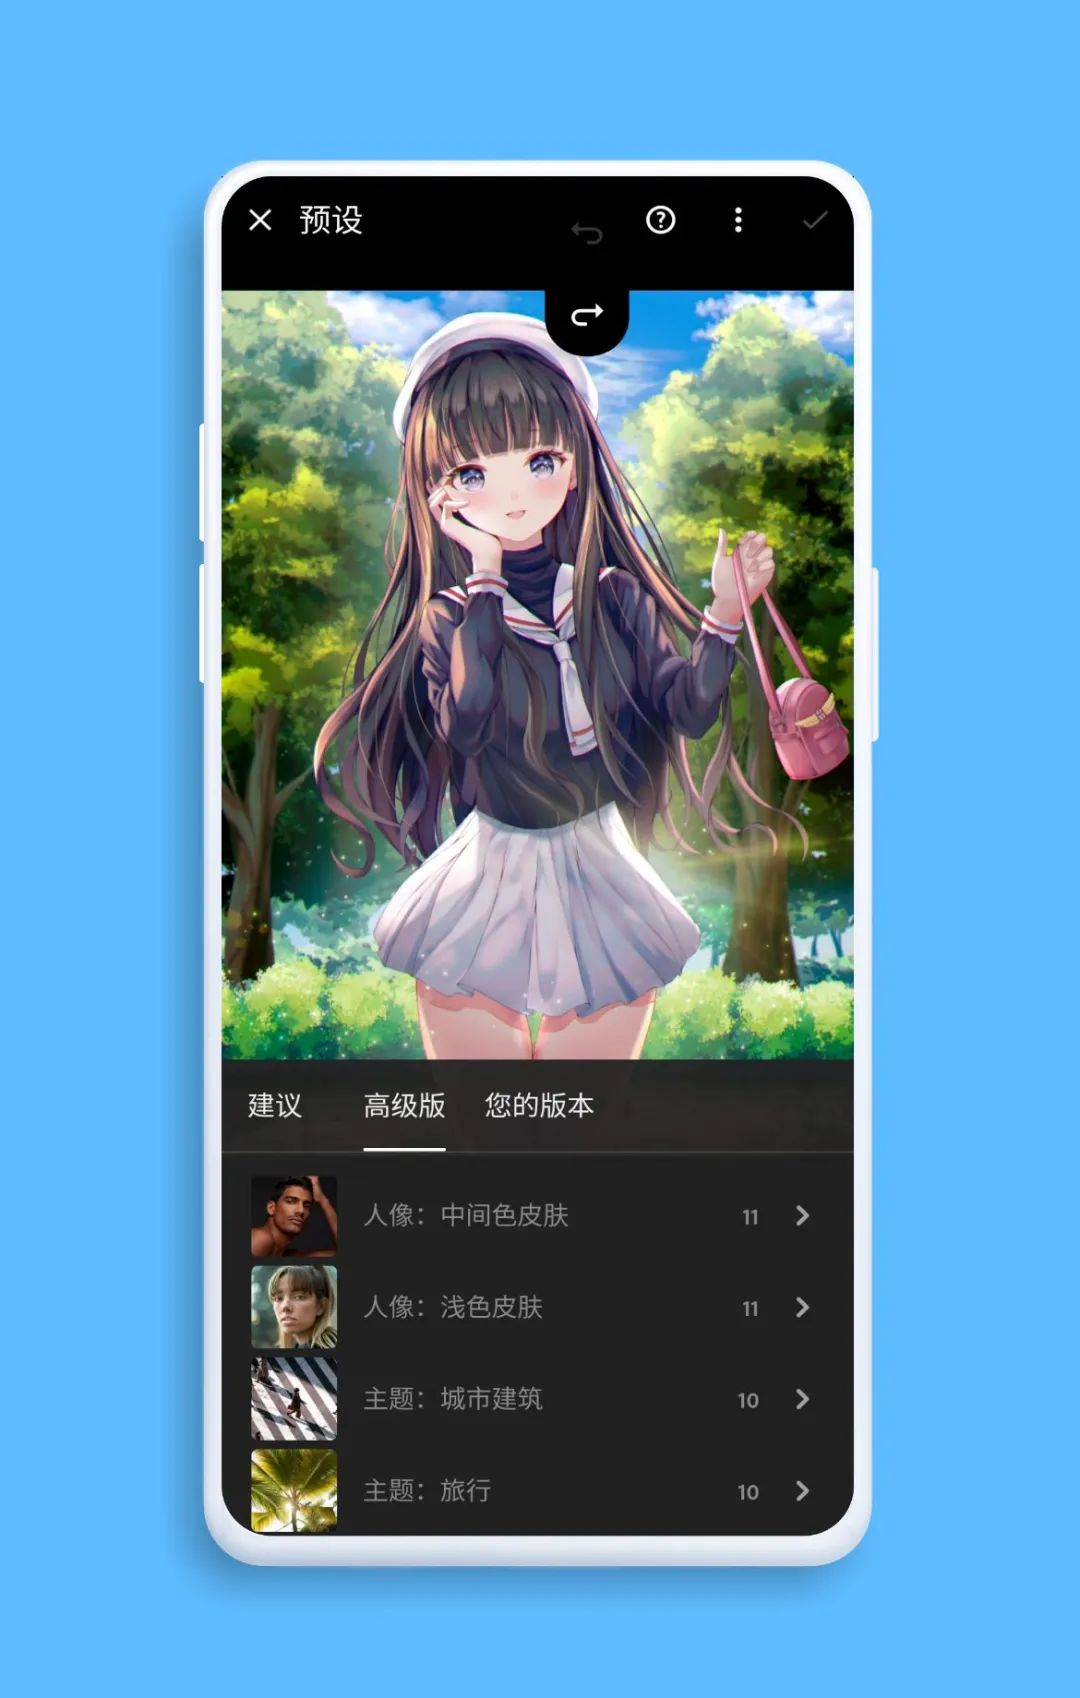 预设
建议 高级版 您的版本
人像：中间色皮肤 11
人像：浅色皮肤 11
主题：城市建筑 10
主题：旅行 10